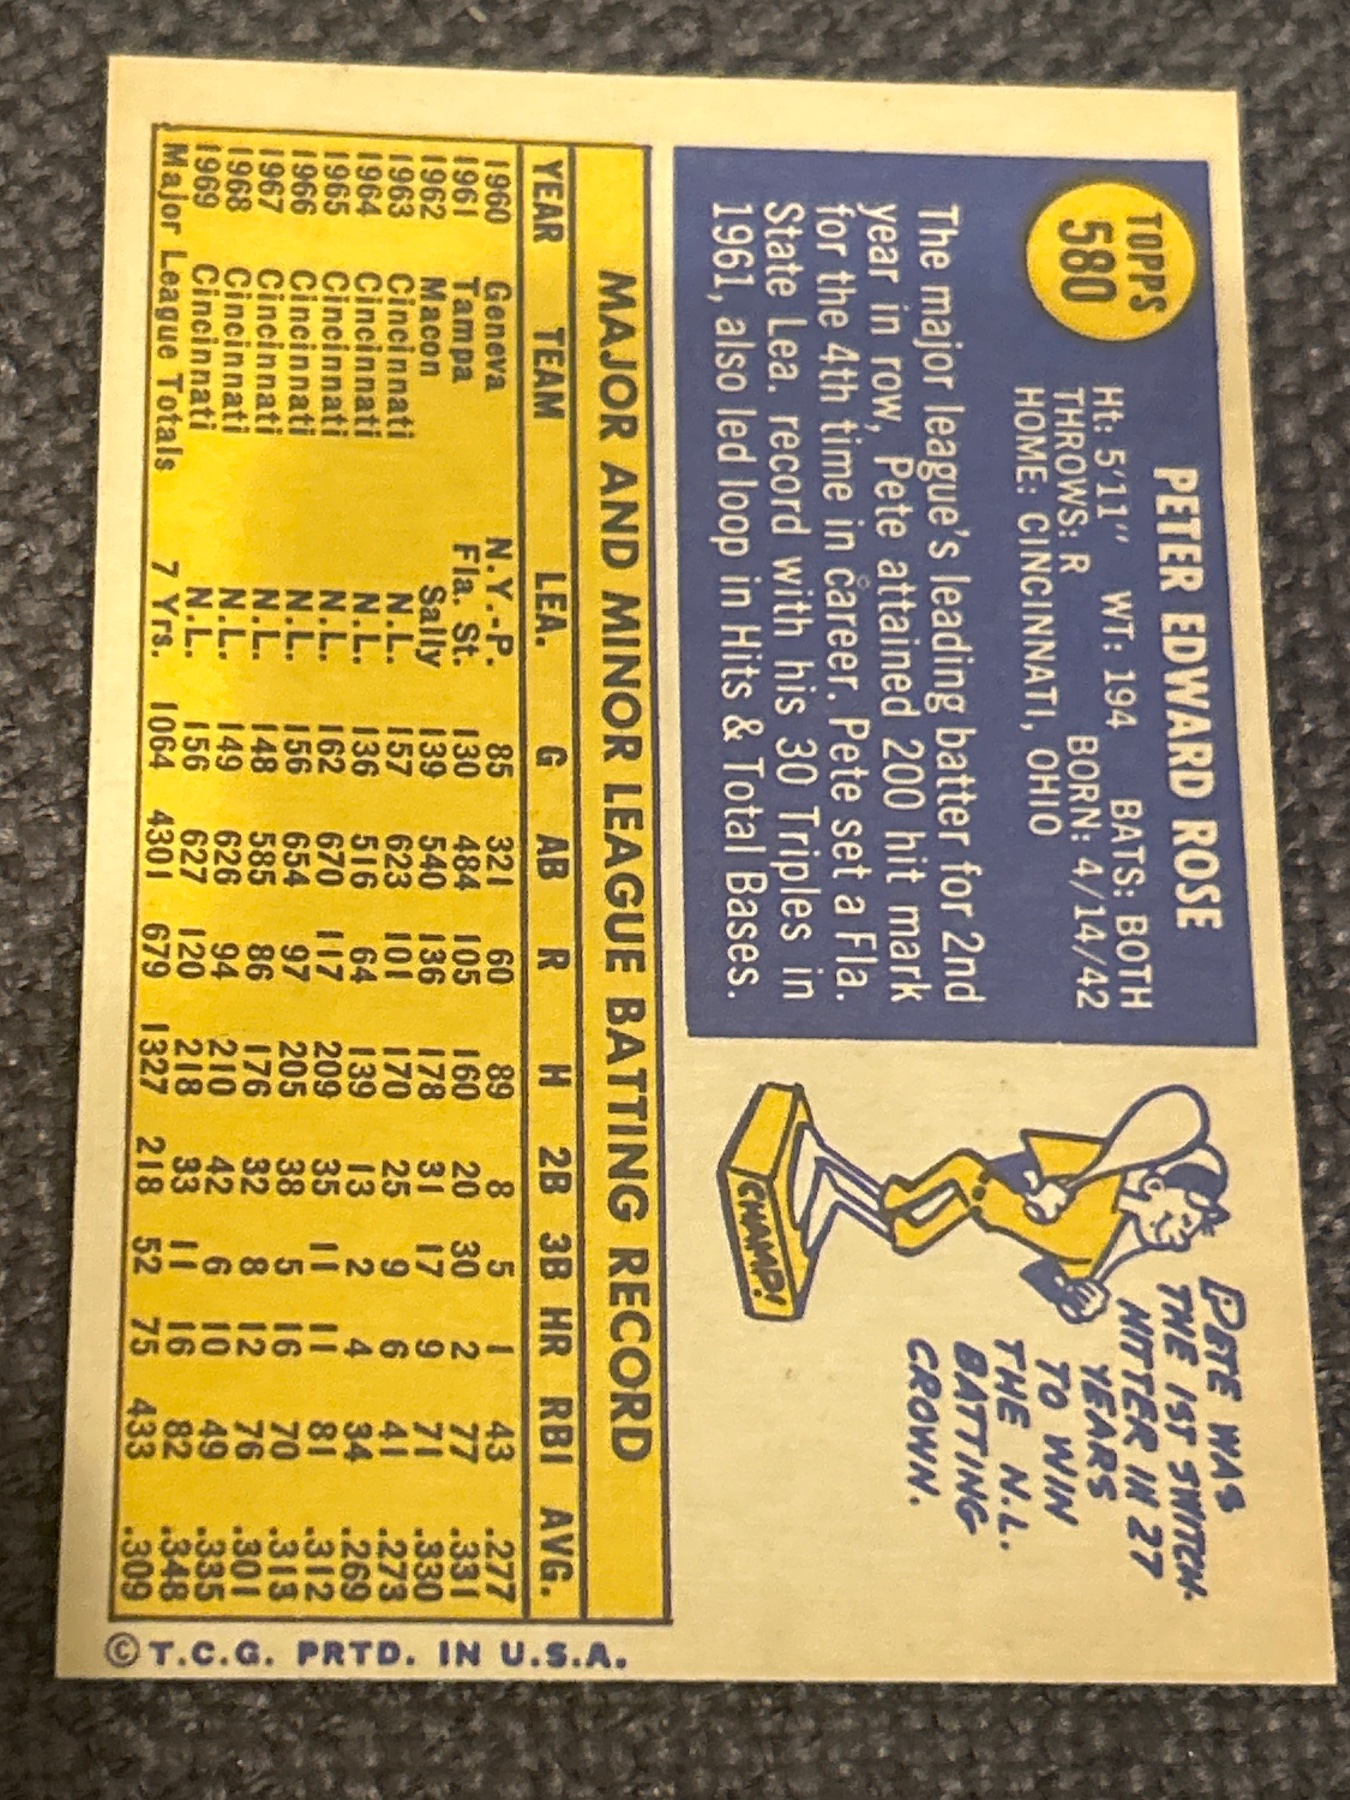 TOPPS
580
PETER EDWARD ROSE
Ht: 5'11" WT: 194 BATS: BOTH
THROWS: R BORN: 4/14/42
HOME: CINCINNATI, OHIO
The major league's leading batter for 2nd
year in row, Pete attained 200 hit mark
for the 4th time in career. Pete set a Fla.
State Lea. record with his 30 Triples in
1961, also led loop in Hits & Total Bases.
PETE WAS
THE 1ST SWITCH-
HITTER IN 27
YEARS
TO WIN
THE N.L.
BATTING
CROWN.
CHAMP!
MAJOR AND MINOR LEAGUE BATTING RECORD
YEAR TEAM LEA. G AB R H 2B 3B HR RBI AVG.
1960 Geneva N.Y.-P. 85 321 60 89 8 5 1 43 .277
1961 Tampa Fla. St. 130 484 105 160 20 30 2 77 .331
1962 Macon Sally 139 540 136 178 31 17 9 71 .330
1963 Cincinnati N.L. 157 623 101 170 25 9 6 41 .273
1964 Cincinnati N.L. 136 516 64 139 13 2 4 34 .269
1965 Cincinnati N.L. 162 670 117 209 35 11 11 81 .312
1966 Cincinnati N.L. 156 654 97 205 38 5 16 70 .313
1967 Cincinnati N.L. 148 585 86 176 32 8 12 76 .301
1968 Cincinnati N.L. 149 626 94 210 42 6 10 49 .335
1969 Cincinnati N.L. 156 627 120 218 33 11 16 82 .348
Major League Totals 7 Yrs. 1064 4301 679 1327 218 52 75 433 .309
© T.C.G. PRTD. IN U.S.A.